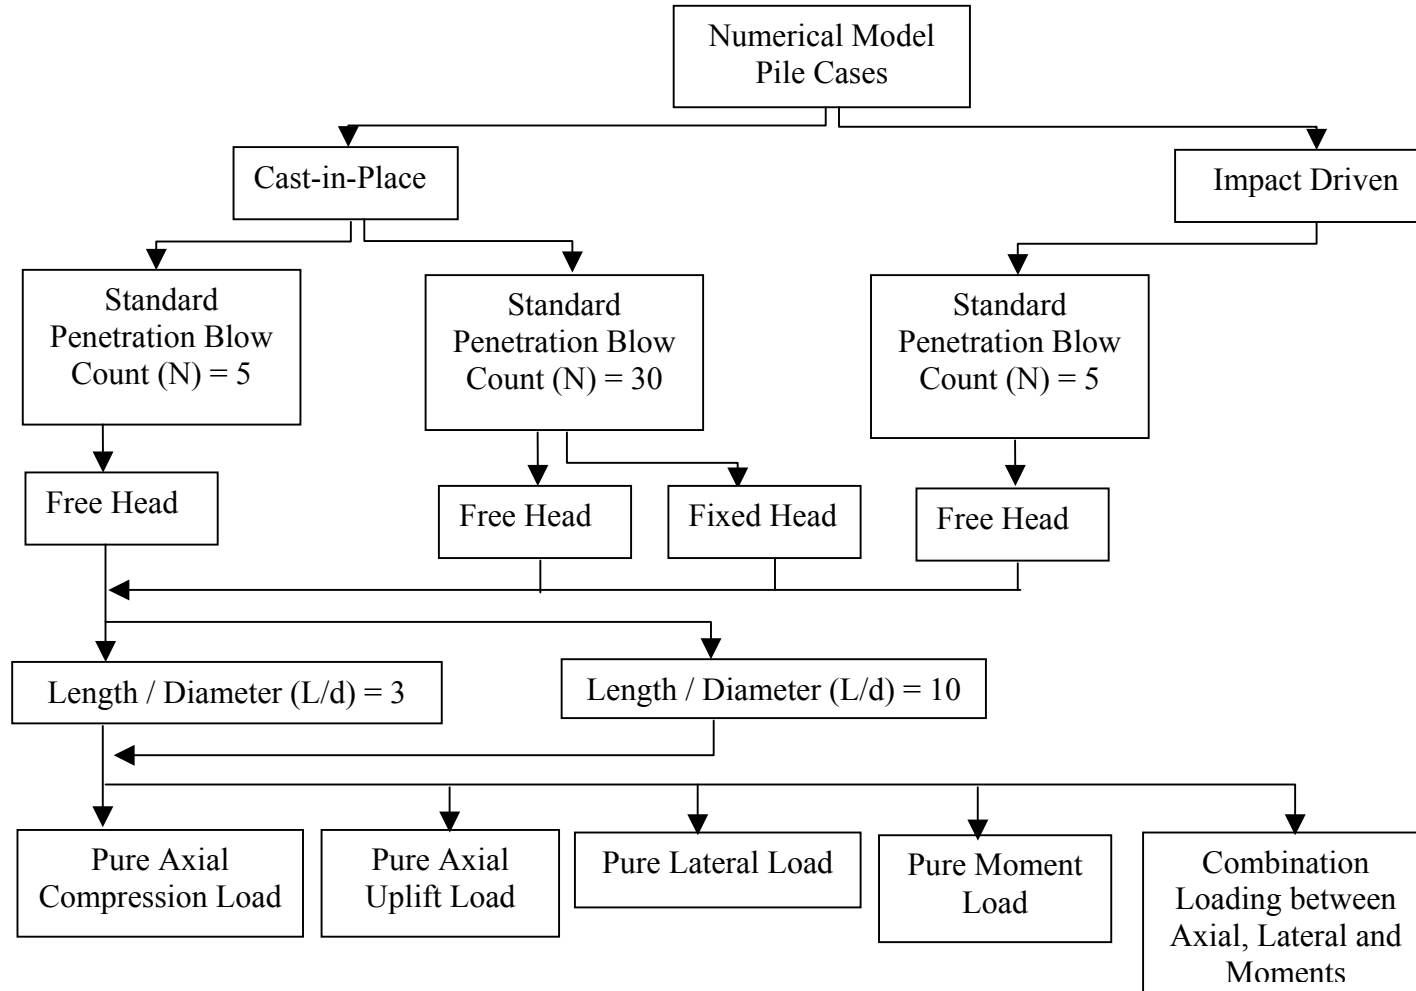 Numerical Model
Pile Cases
Cast-in-Place
Impact Driven
Standard
Penetration Blow
Count (N) = 5
Standard
Penetration Blow
Count (N) = 30
Standard
Penetration Blow
Count (N) = 5
Free Head
Free Head
Fixed Head
Free Head
Length / Diameter (L/d) = 3
Length / Diameter (L/d) = 10
Pure Axial
Compression Load
Pure Axial
Uplift Load
Pure Lateral Load
Pure Moment
Load
Combination
Loading between
Axial, Lateral and
Moments